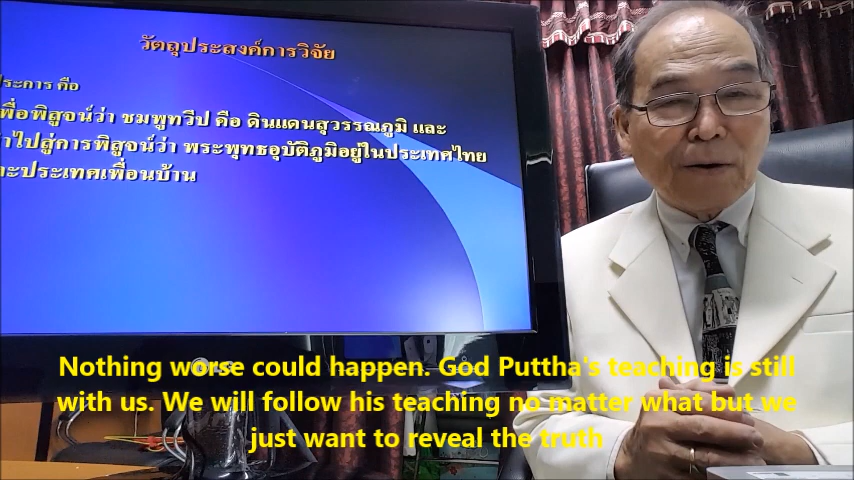 วัตถุประสงค์การวิจัย
ประการ คือ
พื่อพิสูจน์ว่า ชมพูทวีป คือ ดินแดนสุวรรณภูมิ และ
ไปสู่การพิสูจน์ว่า พระพุทธอุบัติภูมิอยู่ในประเทศไทย
ละประเทศเพื่อนบ้าน
Nothing worse could happen. God Puttha's teaching is still
with us. We will follow his teaching no matter what but we
just want to reveal the truth